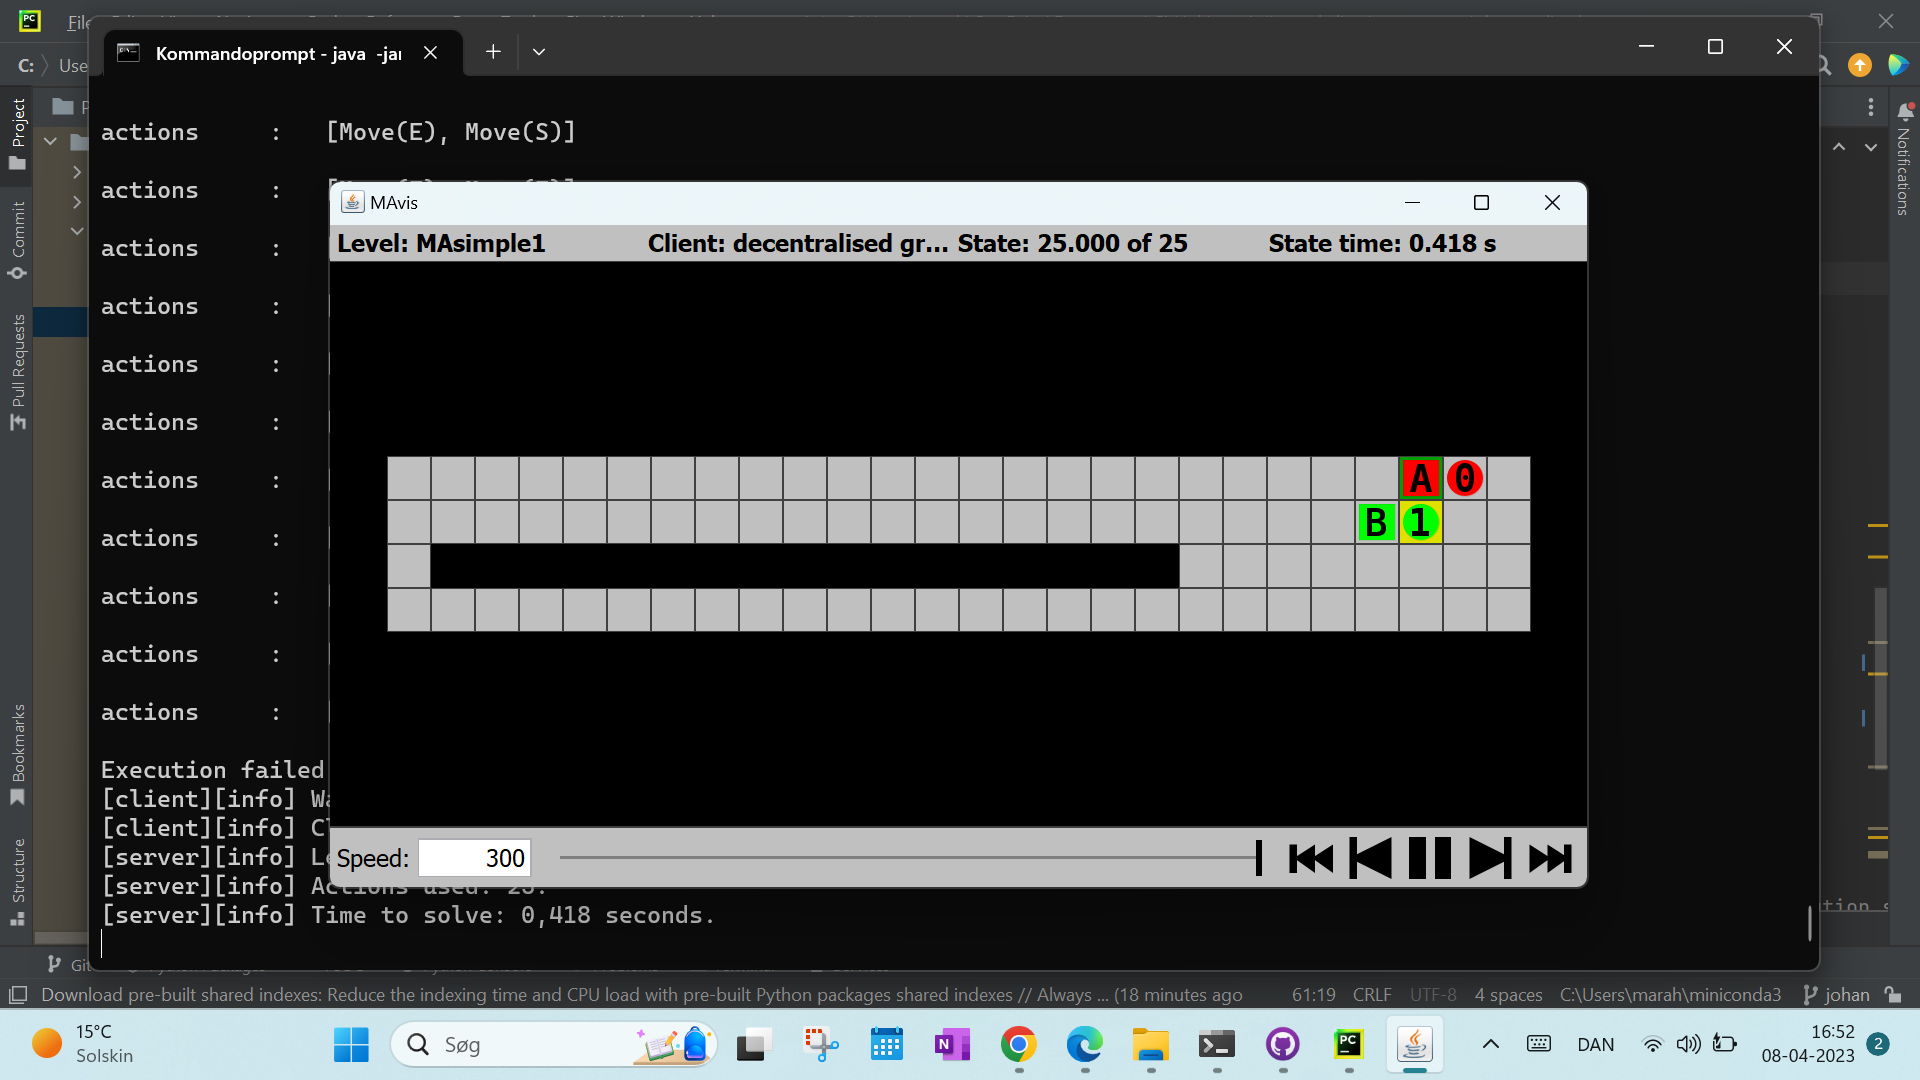 File
Kommandoprompt - java -jar
C:
Use
actions : [Move(E), Move(S)]
actions :
actions :
actions :
actions :
actions :
actions :
actions :
actions :
actions :
actions :
Execution failed
[client][info]
[client][info]
[server][info]
[server][info] Actions used:
[server][info] Time to solve: 0,418 seconds.
MAvis
Level: MAsimple1 Client: decentralised gr... State: 25.000 of 25 State time: 0.418 s
A 0
B 1
Speed: 300
Project
Commit
Pull Requests
Bookmarks
Structure
Notifications
Git
Download pre-built shared indexes: Reduce the indexing time and CPU load with pre-built Python packages shared indexes // Always ... (18 minutes ago 61:19 CRLF UTF-8 4 spaces C:\Users\marah\miniconda3 johan
15°C
Solskin
Søg
DAN
16:52
08-04-2023
2